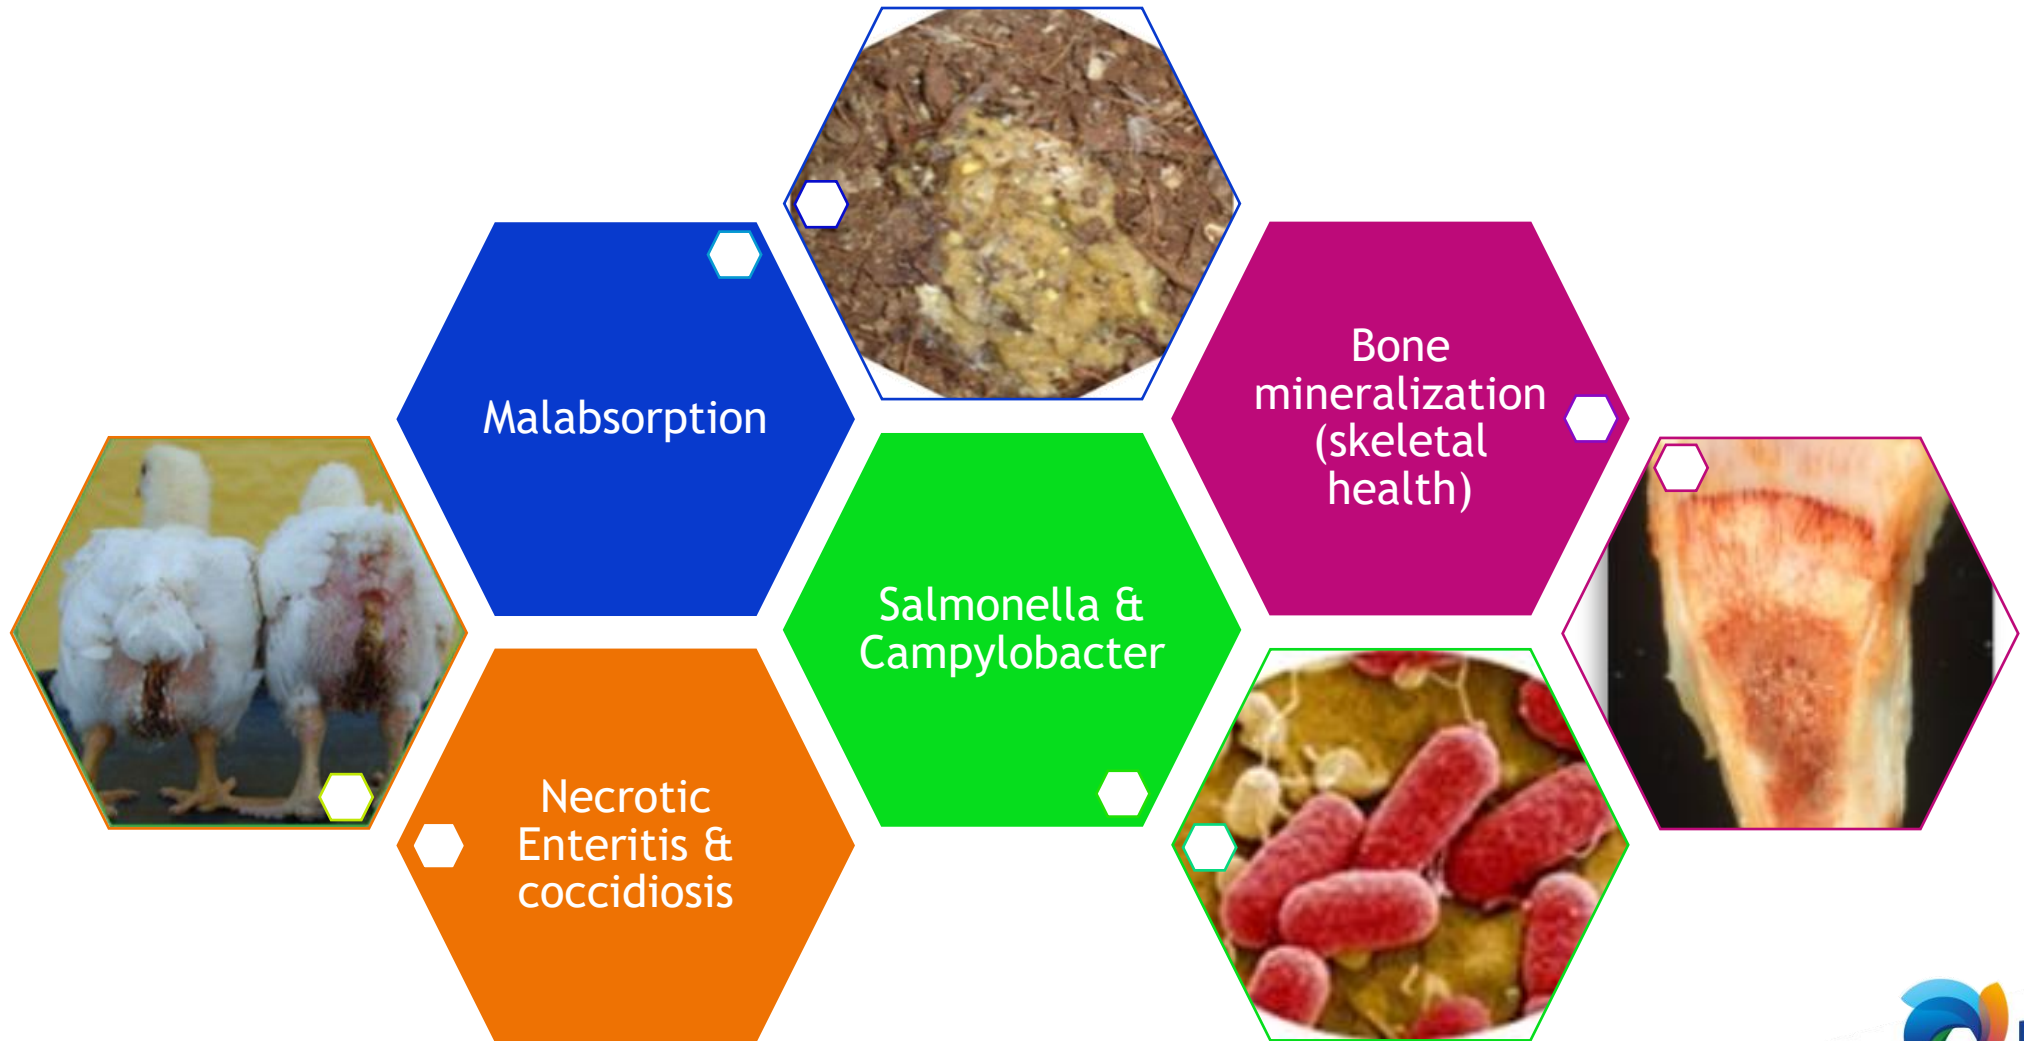 Malabsorption
Bone
mineralization
(skeletal
health)
Salmonella &
Campylobacter
Necrotic
Enteritis &
coccidiosis